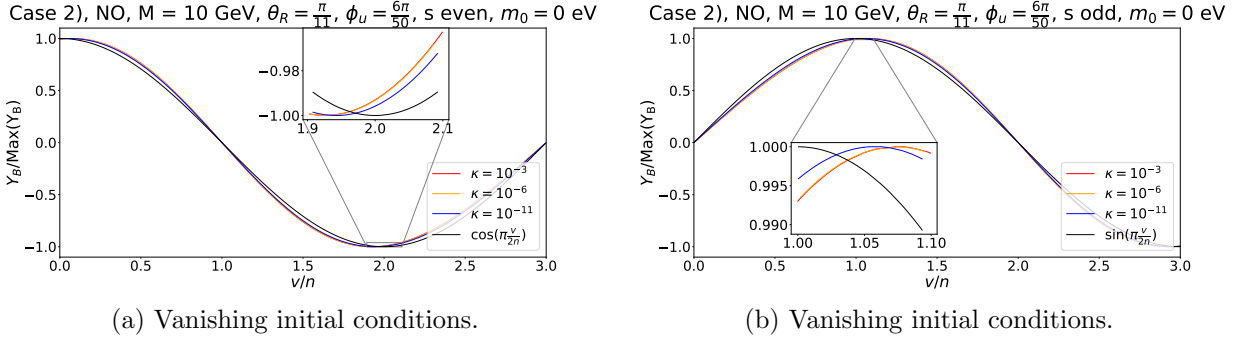 Case 2), NO, M = 10 GeV, θ_R = π/11, ϕ_u = 6π/50, s even, m_0 = 0 eV
Y_B/Max(Y_B)
1.0
0.5
0.0
−0.5
−1.0
−0.98
−1.00
1.9
2.0
2.1
κ = 10^{−3}
κ = 10^{−6}
κ = 10^{−11}
cos(π v/2n)
0.0
0.5
1.0
1.5
2.0
2.5
3.0
v/n
(a) Vanishing initial conditions.
Case 2), NO, M = 10 GeV, θ_R = π/11, ϕ_u = 6π/50, s odd, m_0 = 0 eV
Y_B/Max(Y_B)
1.0
0.5
0.0
−0.5
−1.0
1.000
0.995
0.990
1.00
1.05
1.10
κ = 10^{−3}
κ = 10^{−6}
κ = 10^{−11}
sin(π v/2n)
0.0
0.5
1.0
1.5
2.0
2.5
3.0
v/n
(b) Vanishing initial conditions.